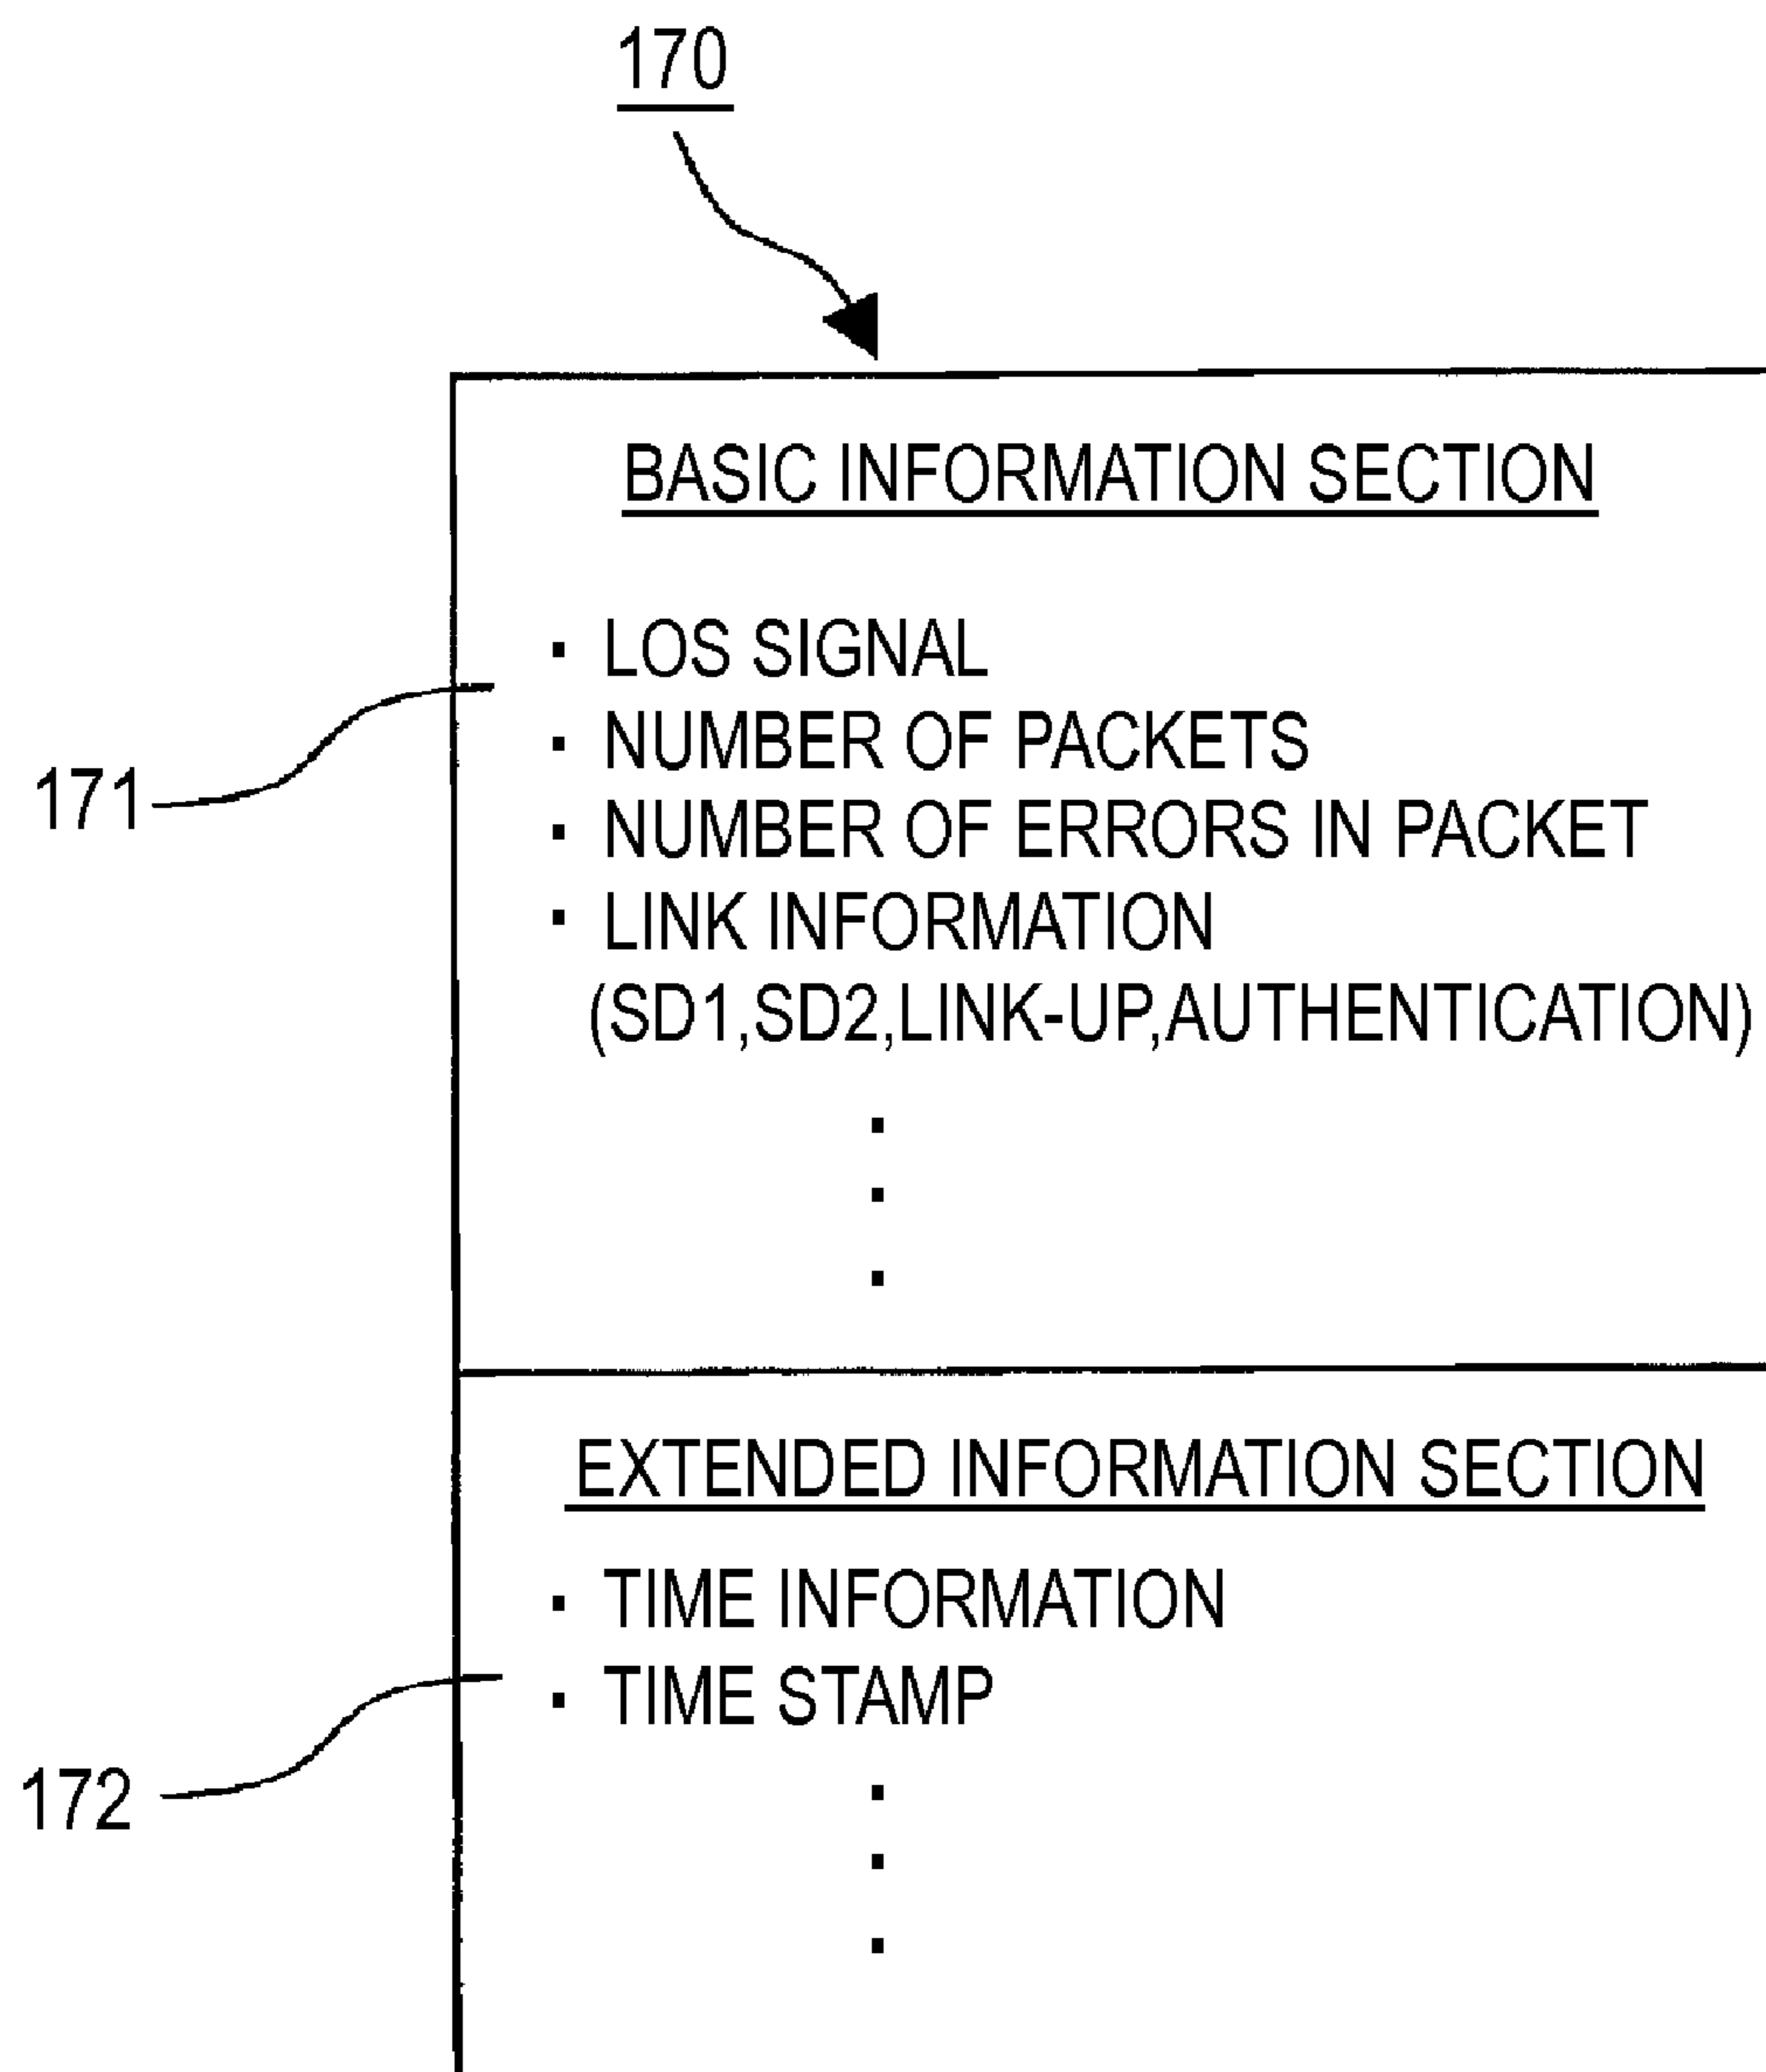 170
BASIC INFORMATION SECTION
· LOS SIGNAL
· NUMBER OF PACKETS
171
· NUMBER OF ERRORS IN PACKET
· LINK INFORMATION
(SD1,SD2,LINK-UP,AUTHENTICATION)
EXTENDED INFORMATION SECTION
· TIME INFORMATION
· TIME STAMP
172